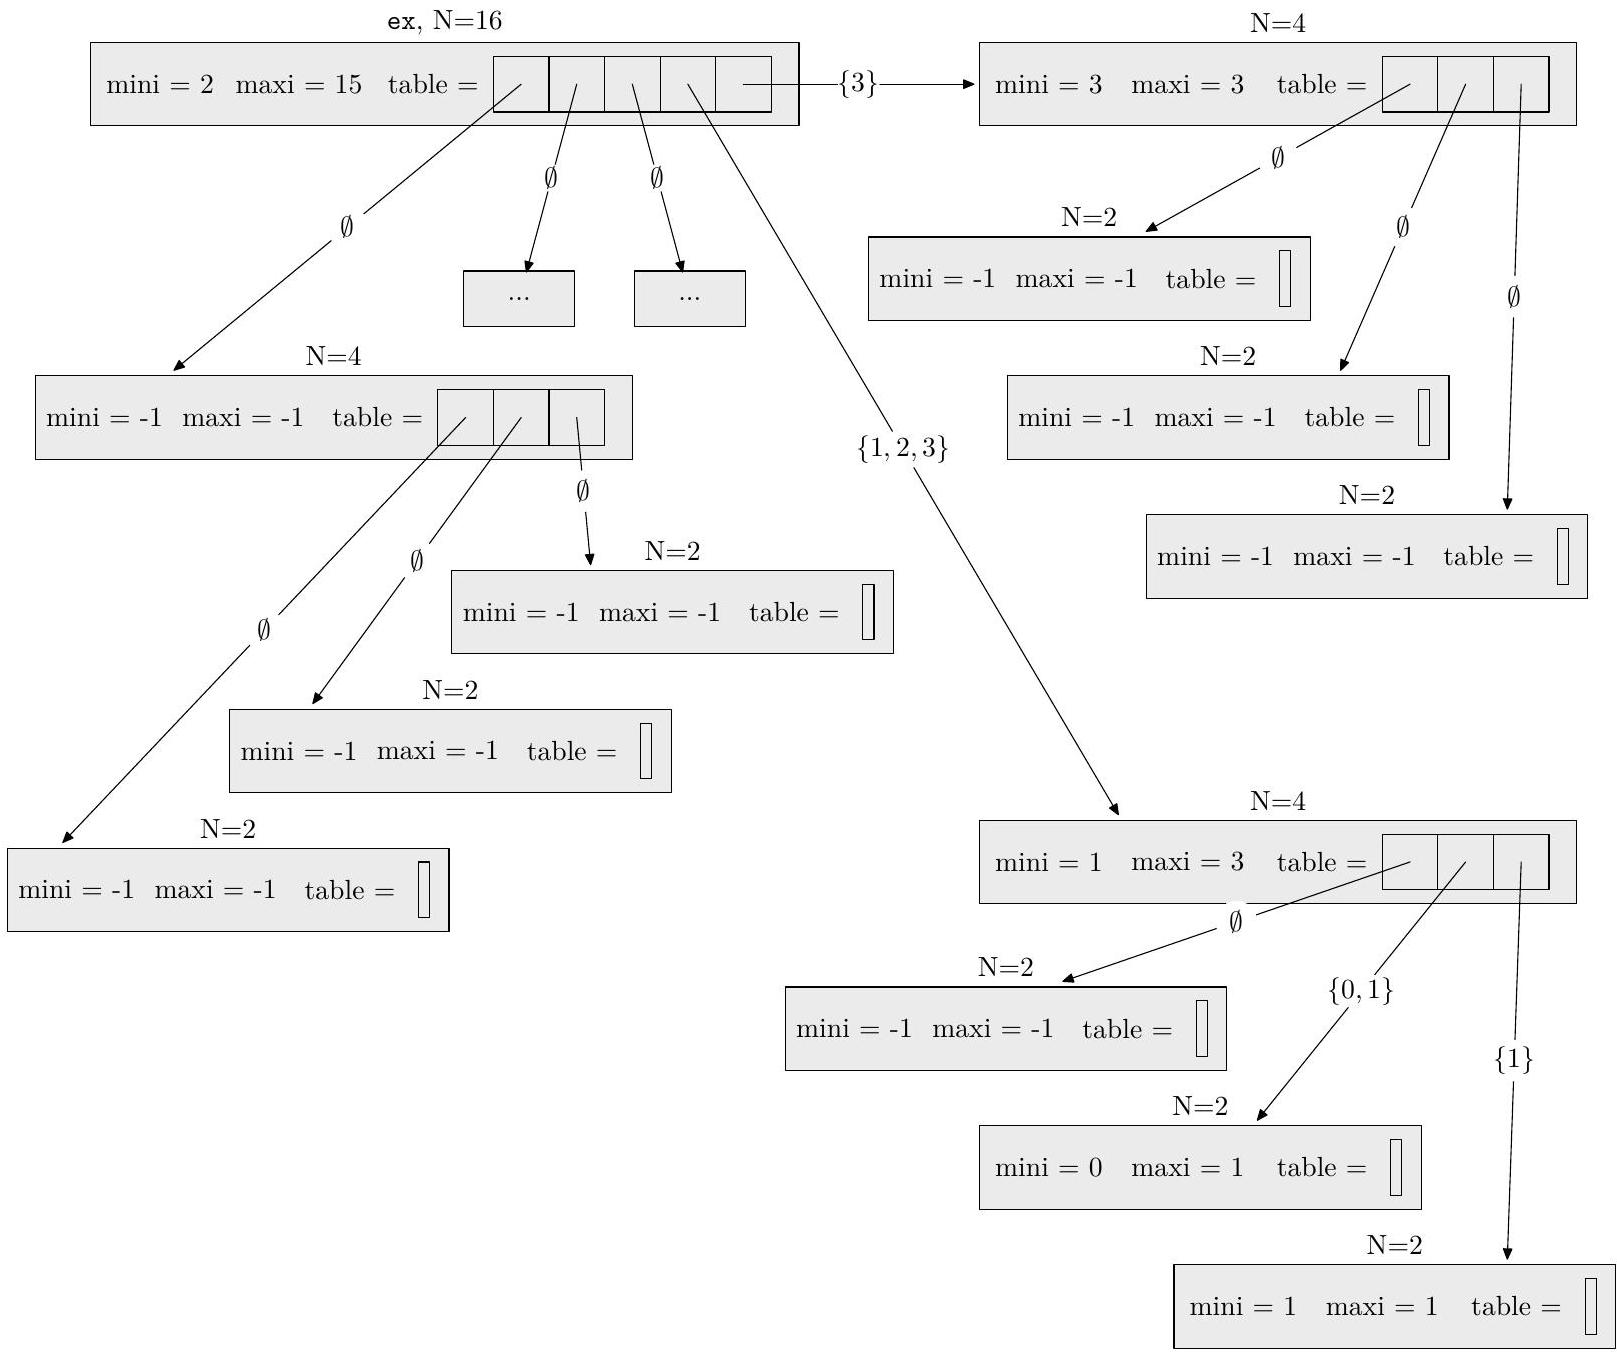 ex, N=16
mini = 2 maxi = 15 table =
{3}
N=4
mini = 3 maxi = 3 table =
∅
∅
∅
∅
∅
∅
N=2
mini = -1 maxi = -1 table =
...
...
N=4
mini = -1 maxi = -1 table =
N=2
mini = -1 maxi = -1 table =
{1, 2, 3}
∅
∅
∅
N=2
mini = -1 maxi = -1 table =
N=2
mini = -1 maxi = -1 table =
N=2
mini = -1 maxi = -1 table =
N=2
mini = -1 maxi = -1 table =
N=4
mini = 1 maxi = 3 table =
∅
{0, 1}
{1}
N=2
mini = -1 maxi = -1 table =
N=2
mini = 0 maxi = 1 table =
N=2
mini = 1 maxi = 1 table =